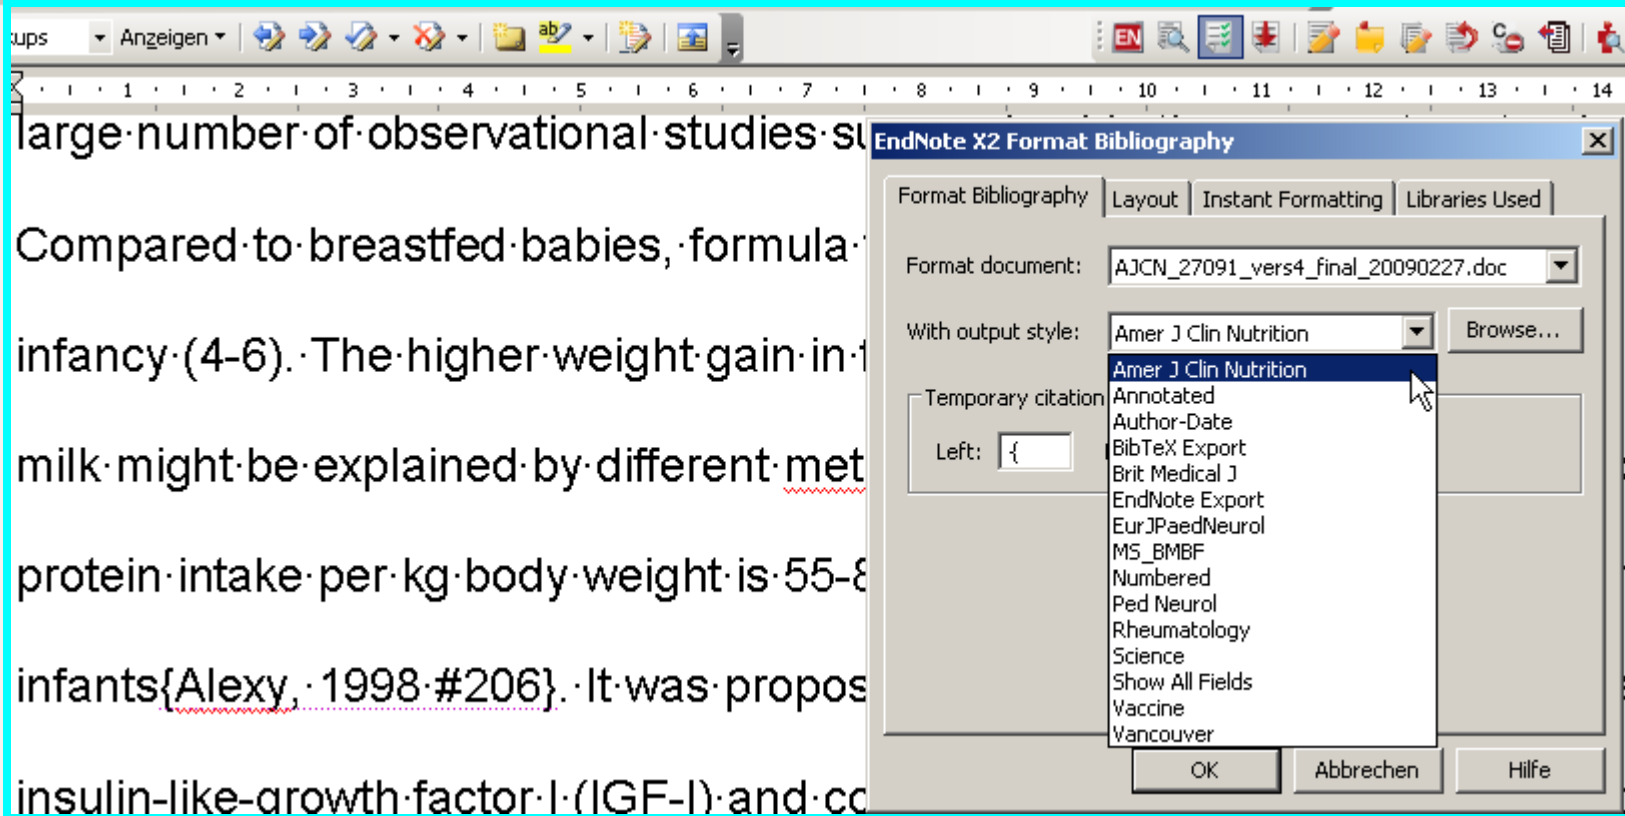 kups Anzeigen
1 2 3 4 5 6 7 8 9 10 11 12 13 14
large number of observational studies
Compared to breastfed babies, formula
infancy (4-6). The higher weight gain in
milk might be explained by different
protein intake per kg body weight is 55-8
infants{Alexy, 1998 #206}. It was propos
insulin-like-growth factor I (IGF-I) and
EndNote X2 Format Bibliography
Format Bibliography Layout Instant Formatting Libraries Used
Format document: AJCN_27091_vers4_final_20090227.doc
With output style: Amer J Clin Nutrition Browse...
Amer J Clin Nutrition
Temporary citation
Annotated
Author-Date
Left: {
BibTeX Export
Brit Medical J
EndNote Export
EurJPaedNeurol
MS_BMBF
Numbered
Ped Neurol
Rheumatology
Science
Show All Fields
Vaccine
Vancouver
OK Abbrechen Hilfe